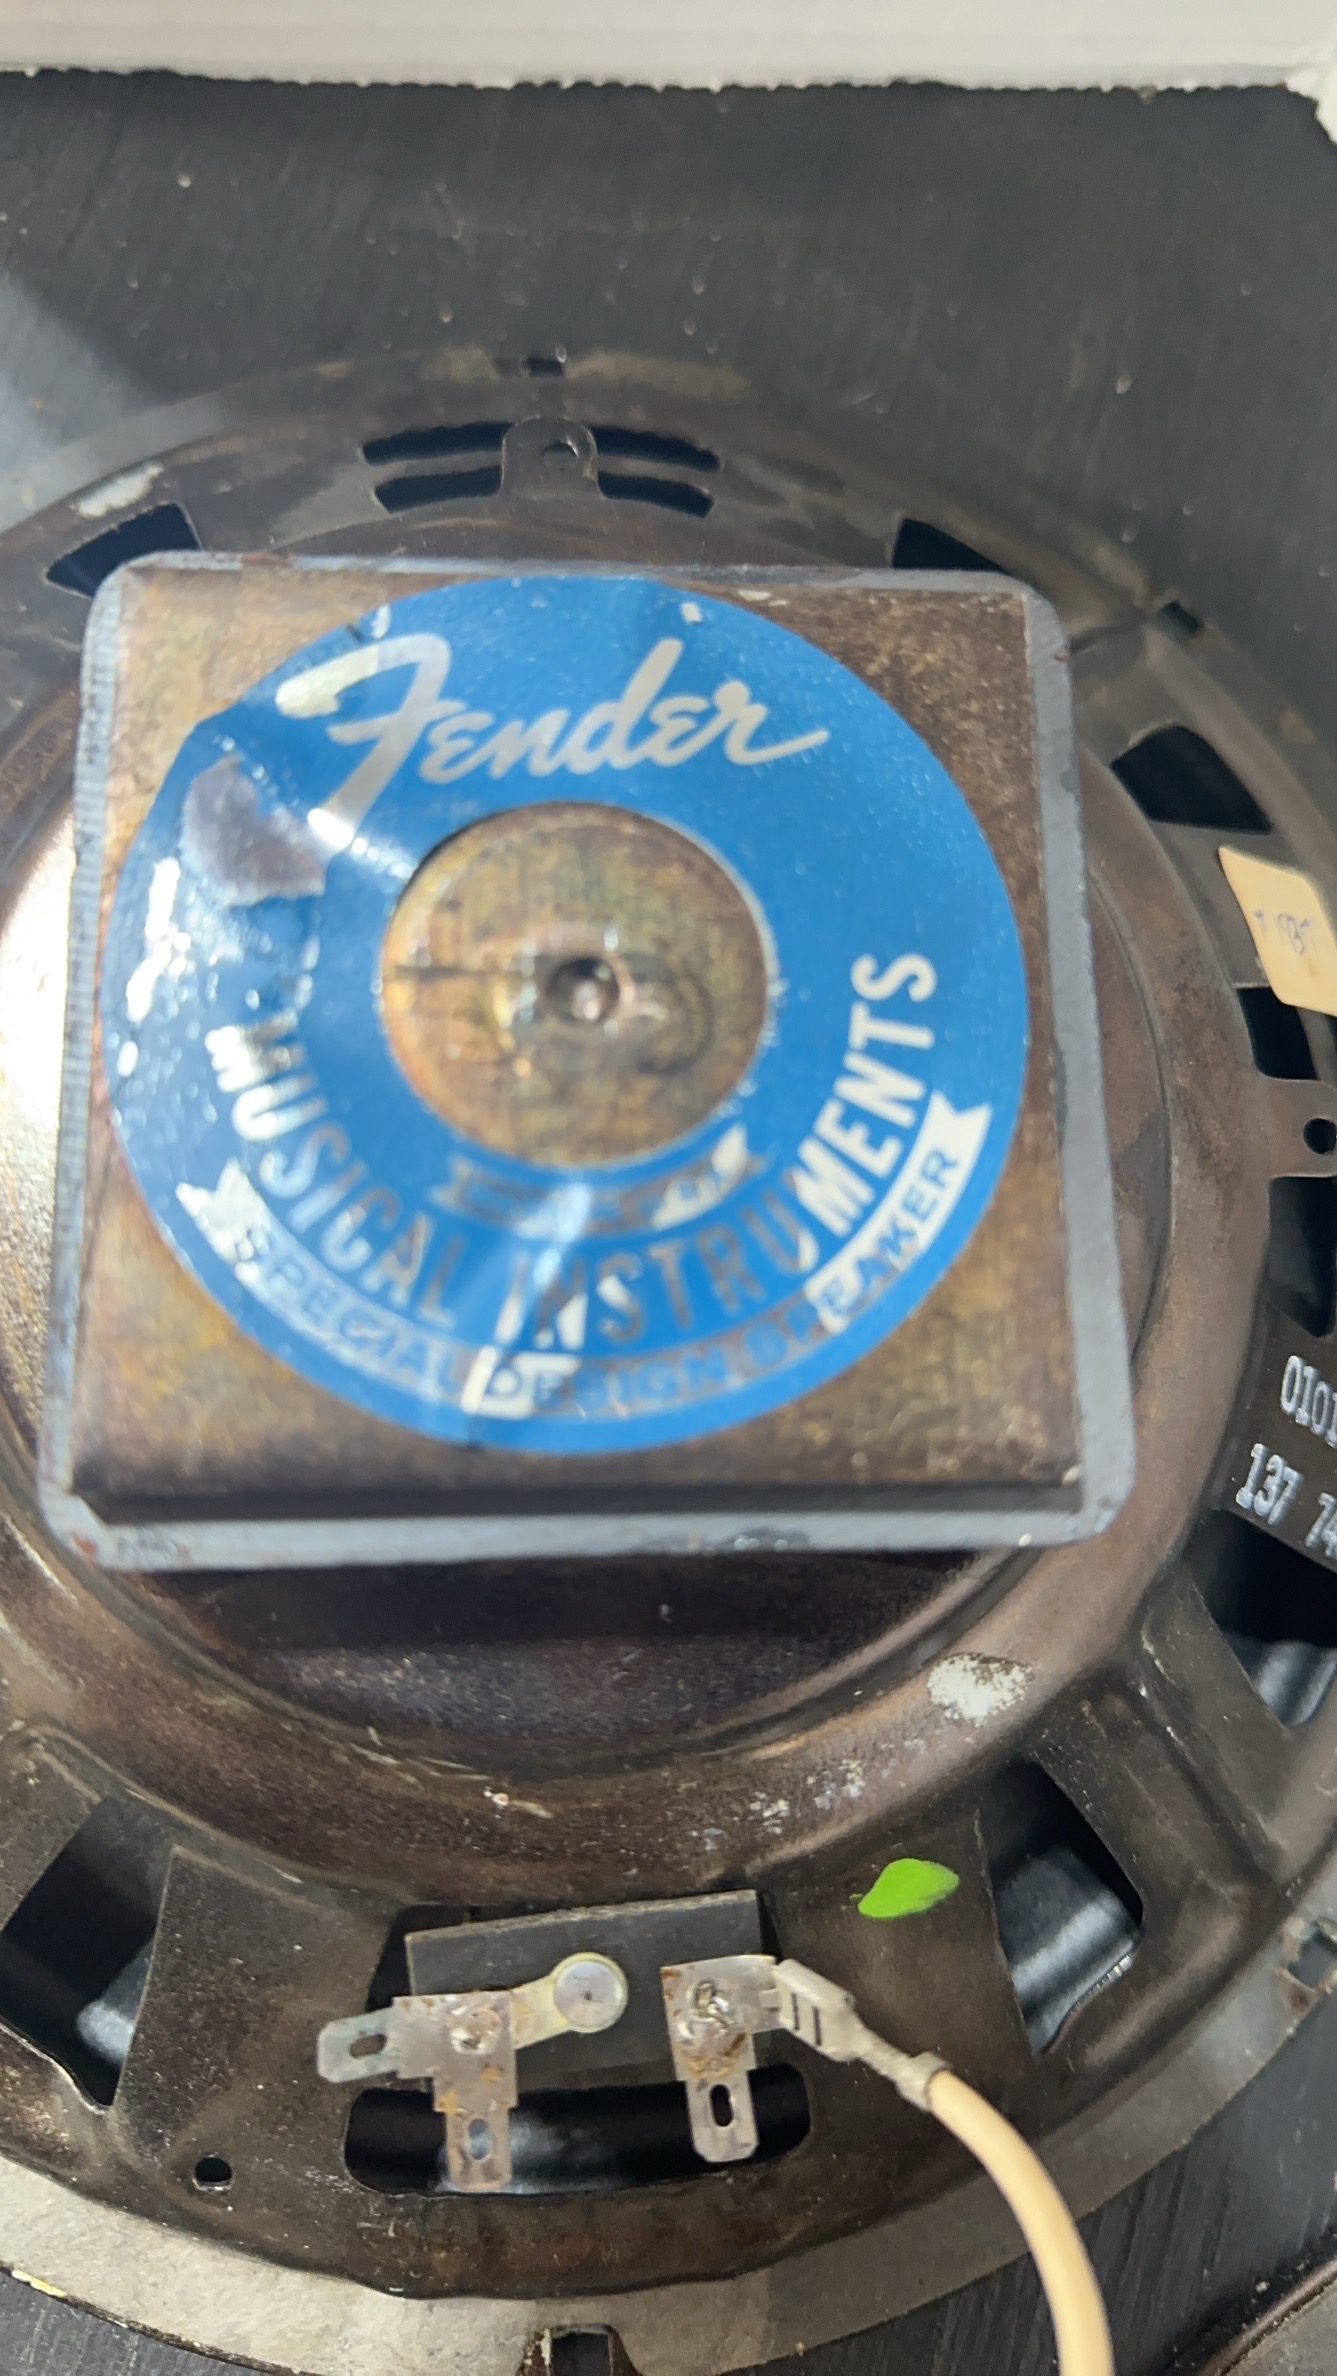 Fender
MUSICAL INSTRUMENTS
SPECIAL DESIGN SPEAKER
0101
137 74